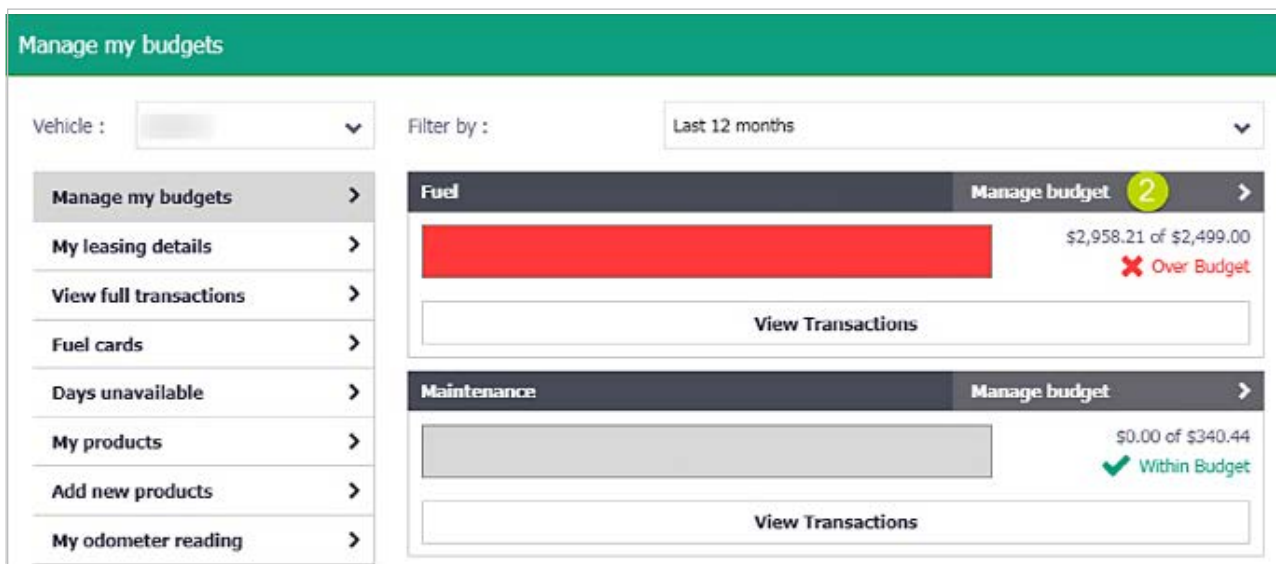 Manage my budgets
Vehicle :
Filter by :
Last 12 months
Manage my budgets
My leasing details
View full transactions
Fuel cards
Days unavailable
My products
Add new products
My odometer reading
Fuel
Manage budget 2
$2,958.21 of $2,499.00
Over Budget
View Transactions
Maintenance
Manage budget
$0.00 of $340.44
Within Budget
View Transactions